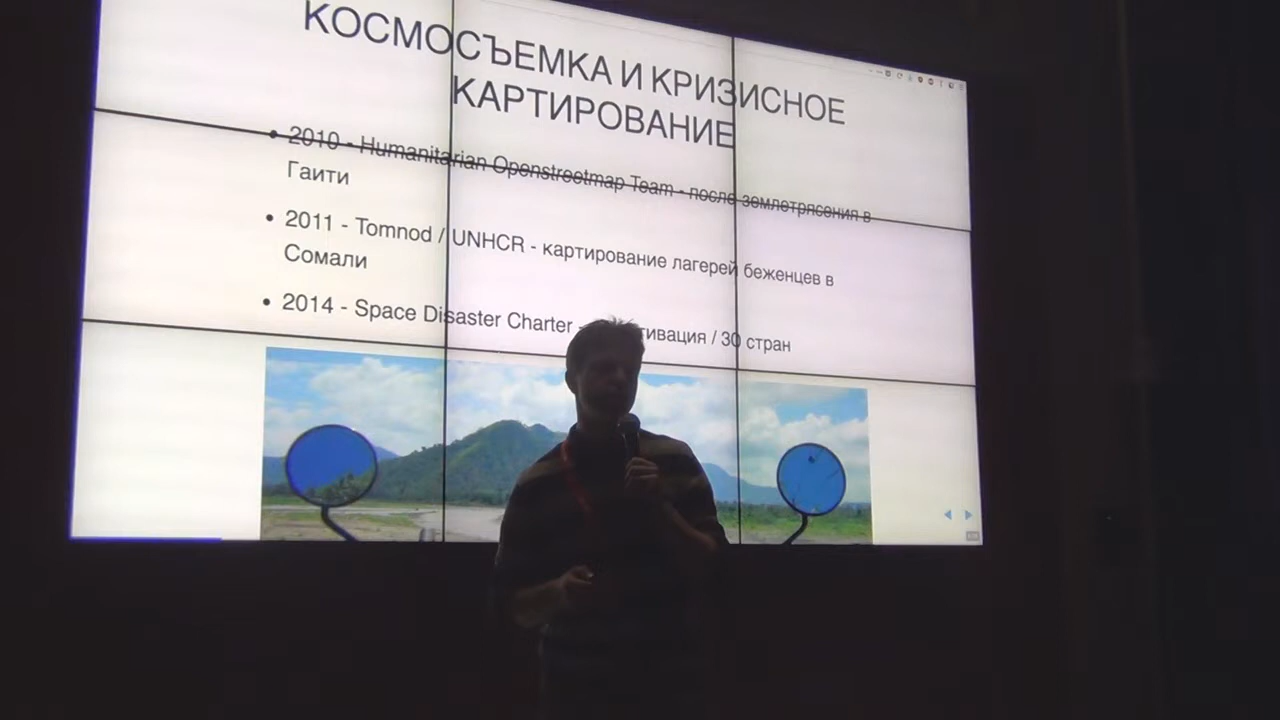 КОСМОСЪЕМКА И КРИЗИСНОЕ
КАРТИРОВАНИЕ
2010 - Humanitarian Openstreetmap Team - после землетрясения в
Гаити
2011 - Tomnod / UNHCR - картирование лагерей беженцев в
Сомали
2014 - Space Disaster Charter - / 30 стран